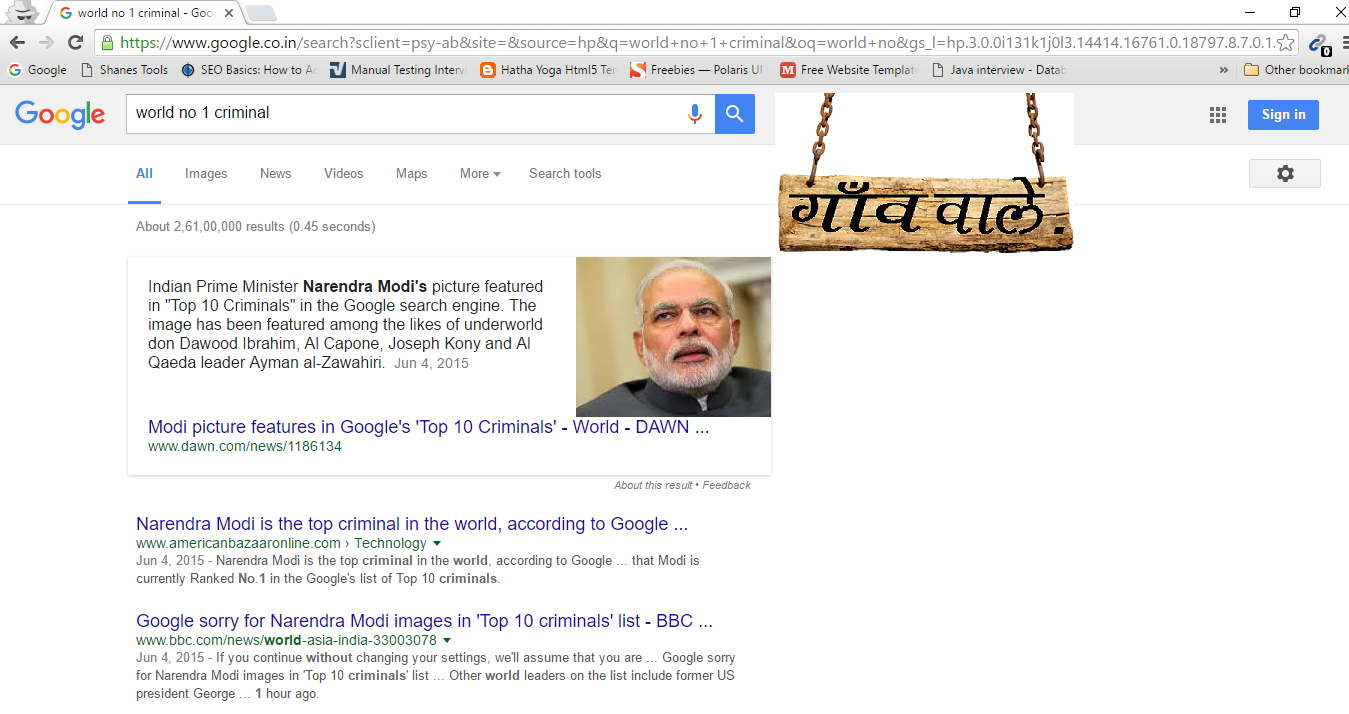 world no 1 criminal - Goo
https://www.google.co.in/search?sclient=psy-ab&site=&source=hp&q=world+no+1+criminal&oq=world+no&gs_l=hp.3.0.0i131k1j0l3.14414.16761.0.18797.8.7.0.1.
0
Google Shanes Tools SEO Basics: How to Manual Testing Interv Hatha Yoga Html5 Ter Freebies — Polaris UI Free Website Templat Java interview - Datab » Other bookmark
Google world no 1 criminal Sign in
All Images News Videos Maps More Search tools
गाँव वाले.
About 2,61,00,000 results (0.45 seconds)
Indian Prime Minister Narendra Modi's picture featured
in "Top 10 Criminals" in the Google search engine. The
image has been featured among the likes of underworld
don Dawood Ibrahim, Al Capone, Joseph Kony and Al
Qaeda leader Ayman al-Zawahiri. Jun 4, 2015
Modi picture features in Google's 'Top 10 Criminals' - World - DAWN ...
www.dawn.com/news/1186134
About this result • Feedback
Narendra Modi is the top criminal in the world, according to Google ...
www.americanbazaaronline.com › Technology
Jun 4, 2015 - Narendra Modi is the top criminal in the world, according to Google ... that Modi is
currently Ranked No.1 in the Google's list of Top 10 criminals.
Google sorry for Narendra Modi images in 'Top 10 criminals' list - BBC ...
www.bbc.com/news/world-asia-india-33003078
Jun 4, 2015 - If you continue without changing your settings, we'll assume that you are ... Google sorry
for Narendra Modi images in 'Top 10 criminals' list ... Other world leaders on the list include former US
president George ... 1 hour ago.